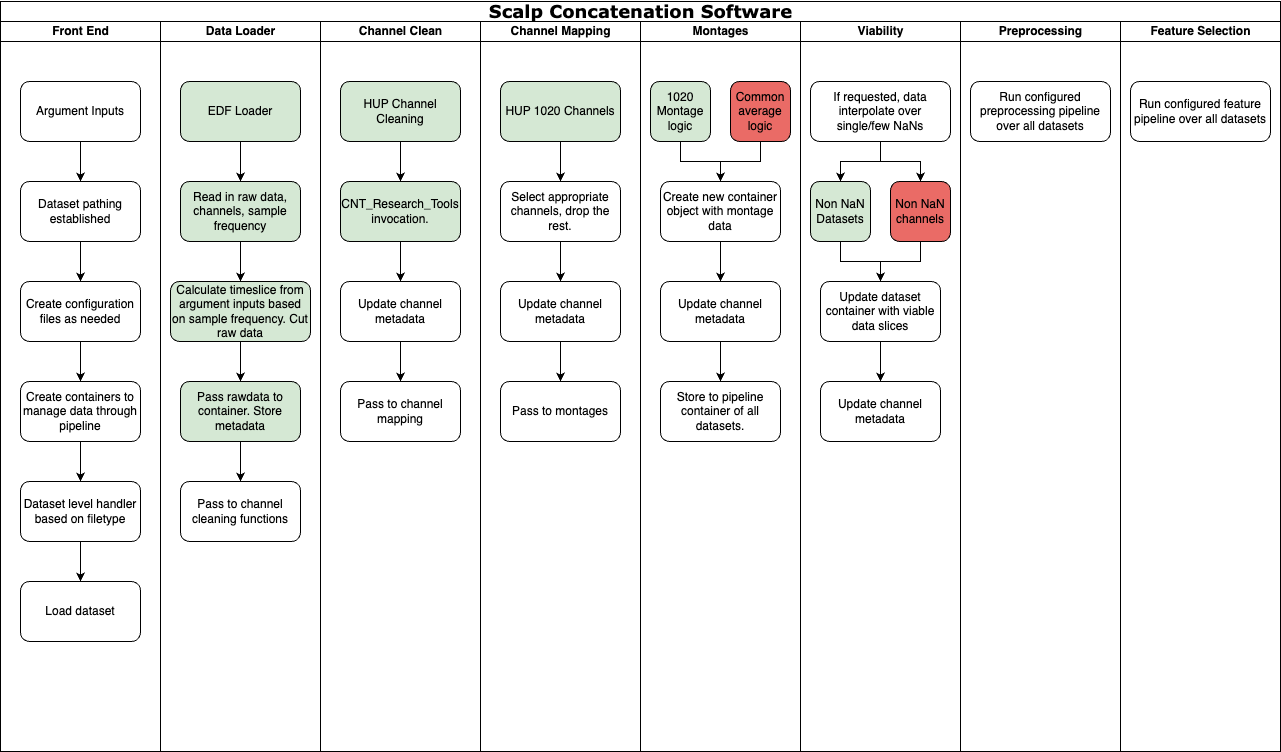 Scalp Concatenation Software
Front End
Data Loader
Channel Clean
Channel Mapping
Montages
Viability
Preprocessing
Feature Selection
Argument Inputs
Dataset pathing
established
Create configuration
files as needed
Create containers to
manage data through
pipeline
Dataset level handler
based on filetype
Load dataset
EDF Loader
Read in raw data,
channels, sample
frequency
Calculate timeslice from
argument inputs based
on sample frequency. Cut
raw data
Pass rawdata to
container. Store
metadata
Pass to channel
cleaning functions
HUP Channel
Cleaning
CNT_Research_Tools
invocation.
Update channel
metadata
Pass to channel
mapping
HUP 1020 Channels
Select appropriate
channels, drop the
rest.
Update channel
metadata
Pass to montages
1020
Montage
logic
Common
average
logic
Create new container
object with montage
data
Update channel
metadata
Store to pipeline
container of all
datasets.
If requested, data
interpolate over
single/few NaNs
Non NaN
Datasets
Non NaN
channels
Update dataset
container with viable
data slices
Update channel
metadata
Run configured
preprocessing pipeline
over all datasets
Run configured feature
pipeline over all datasets